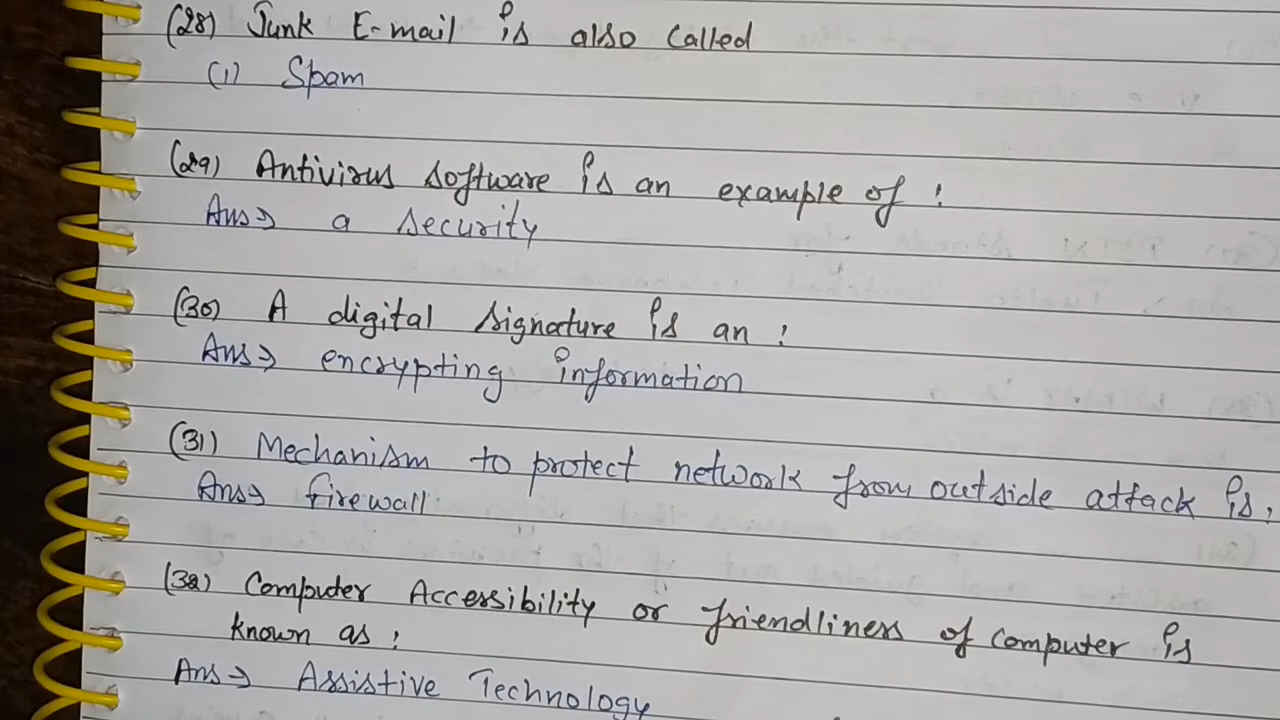 (28) Junk E-mail is also called
(1) Spam
(29) Antivirus software is an example of :
Ans→ a security
(30) A digital signature is an :
Ans→ encrypting information
(31) Mechanism to protect network from outside attack is,
Ans→ firewall
(32) Computer Accessibility or friendliness of computer is
known as :
Ans→ Assistive Technology